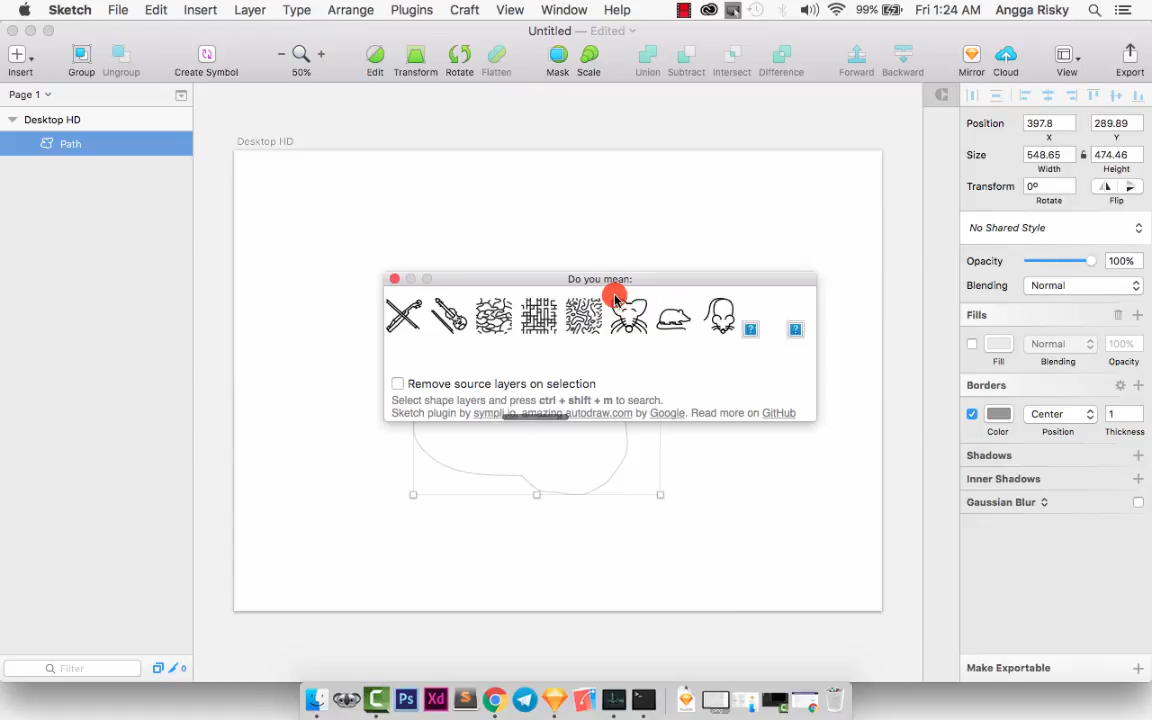 Sketch File Edit Insert Layer Type Arrange Plugins Craft View Window Help 99% Fri 1:24 AM Angga Risky
Untitled — Edited
Insert Group Ungroup Create Symbol 50% Edit Transform Rotate Flatten Mask Scale Union Subtract Intersect Difference Forward Backward Mirror Cloud View Export
Page 1
Desktop HD
Path
Filter 0
Desktop HD
Do you mean:
? ?
Remove source layers on selection
Select shape layers and press ctrl + shift + m to search.
Sketch plugin by sympli.io, amazing autodraw.com by Google. Read more on GitHub
Position 397.8 289.89
X Y
Size 548.65 474.46
Width Height
Transform 0º
Rotate Flip
No Shared Style
Opacity 100%
Blending Normal
Fills
Normal 100%
Fill Blending Opacity
Borders
Center 1
Color Position Thickness
Shadows
Inner Shadows
Gaussian Blur
Make Exportable
Ps Xd S